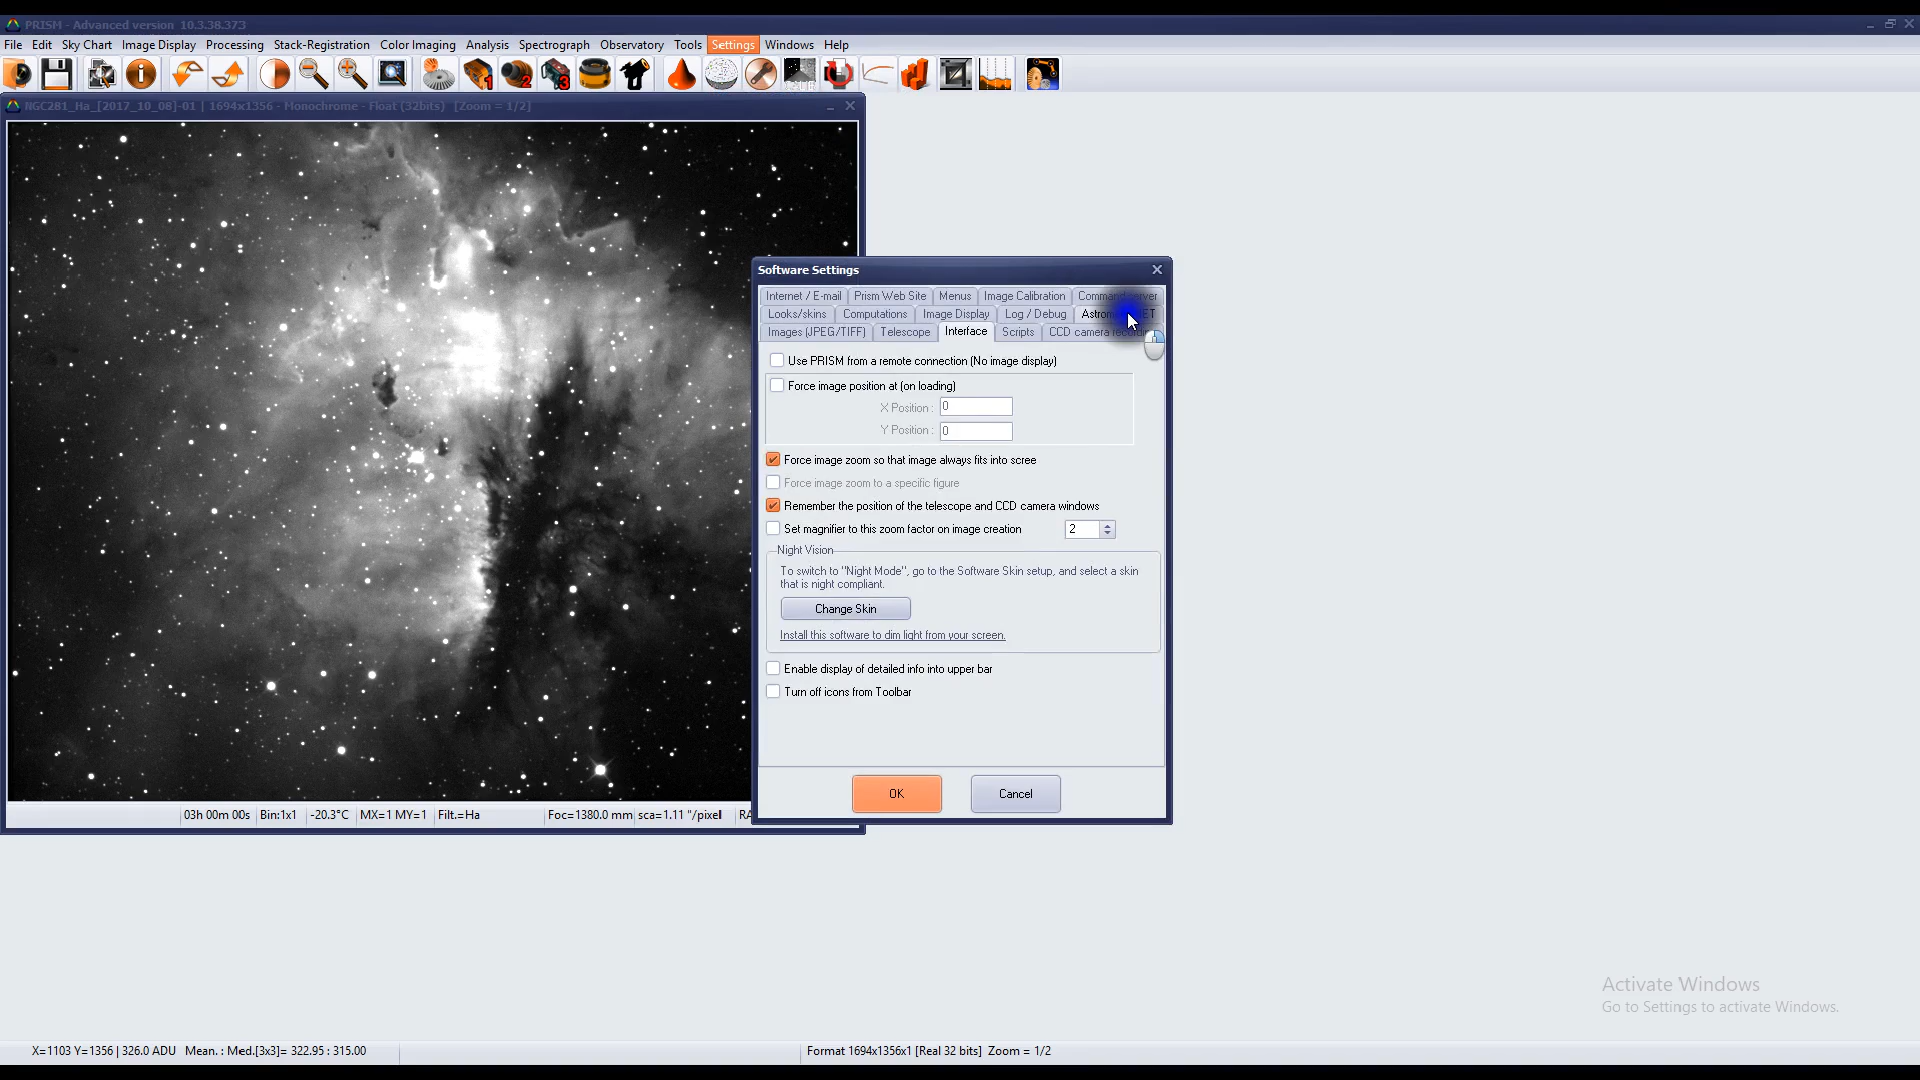 PRISM - Advanced version 10.3.38.373
File Edit Sky Chart Image Display Processing Stack-Registration Color Imaging Analysis Spectrograph Observatory Tools Settings Windows Help
NGC281_Ha_[2017_10_08]-01 | 1694x1356 - Monochrome - Float (32bits) [Zoom = 1/2]
Software Settings
Internet / E-mail Prism Web Site Menus Image Calibration Command server
Looks/skins Computations Image Display Log / Debug
Images (JPEG/TIFF) Telescope Interface Scripts CCD camera
Use PRISM from a remote connection (No image display)
Force image position at (on loading)
X Position : 0
Y Position : 0
Force image zoom so that image always fits into scree
Force image zoom to a specific figure
Remember the position of the telescope and CCD camera windows
Set magnifier to this zoom factor on image creation 2
Night Vision
To switch to "Night Mode", go to the Software Skin setup, and select a skin
that is night compliant.
Change Skin
Install this software to dim light from your screen.
Enable display of detailed info into upper bar
Turn off icons from Toolbar
OK Cancel
03h 00m 00s Bin:1x1 -20.3°C MX=1 MY=1 Filt.=Ha Foc=1380.0 mm sca=1.11 "/pixel
Activate Windows
Go to Settings to activate Windows.
X=1103 Y=1356 | 326.0 ADU Mean. : Med.[3x3]= 322.95 : 315.00
Format 1694x1356x1 [Real 32 bits] Zoom = 1/2